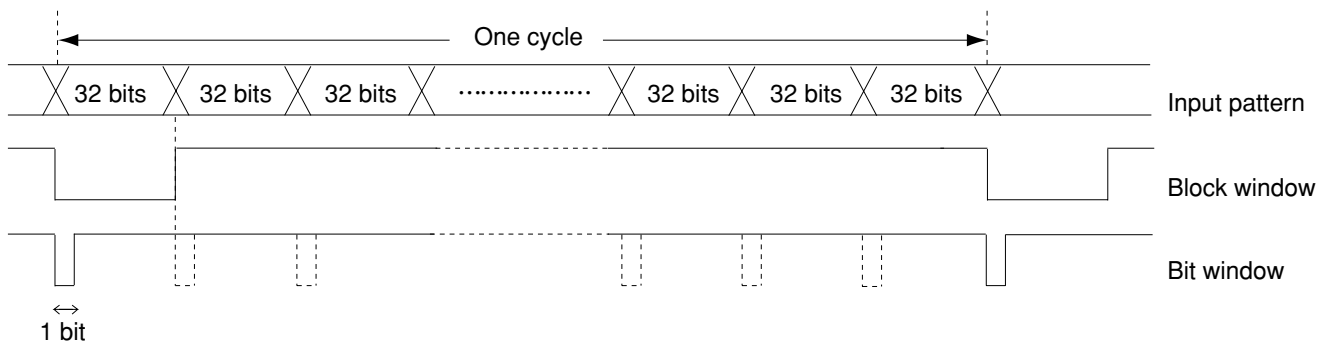 One cycle
32 bits 32 bits 32 bits ……………… 32 bits 32 bits 32 bits
Input pattern
Block window
Bit window
1 bit